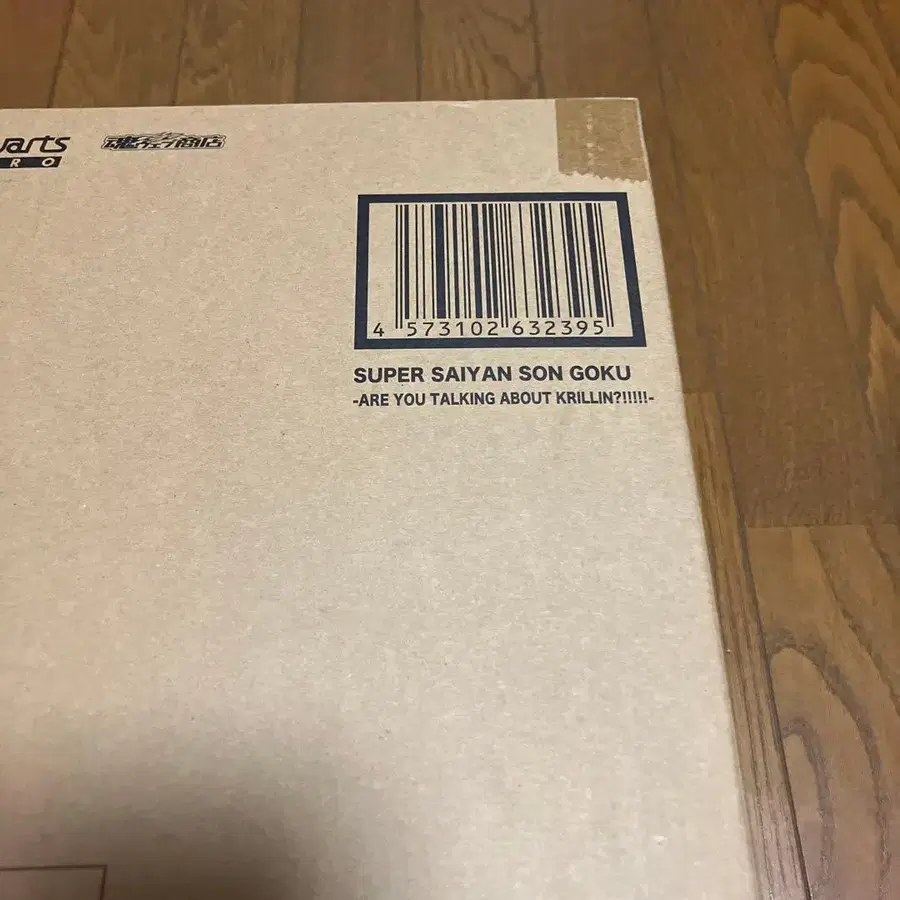 uarts
RO
魂ウェブ商店
4 573102 632395
SUPER SAIYAN SON GOKU
-ARE YOU TALKING ABOUT KRILLIN?!!!!!-